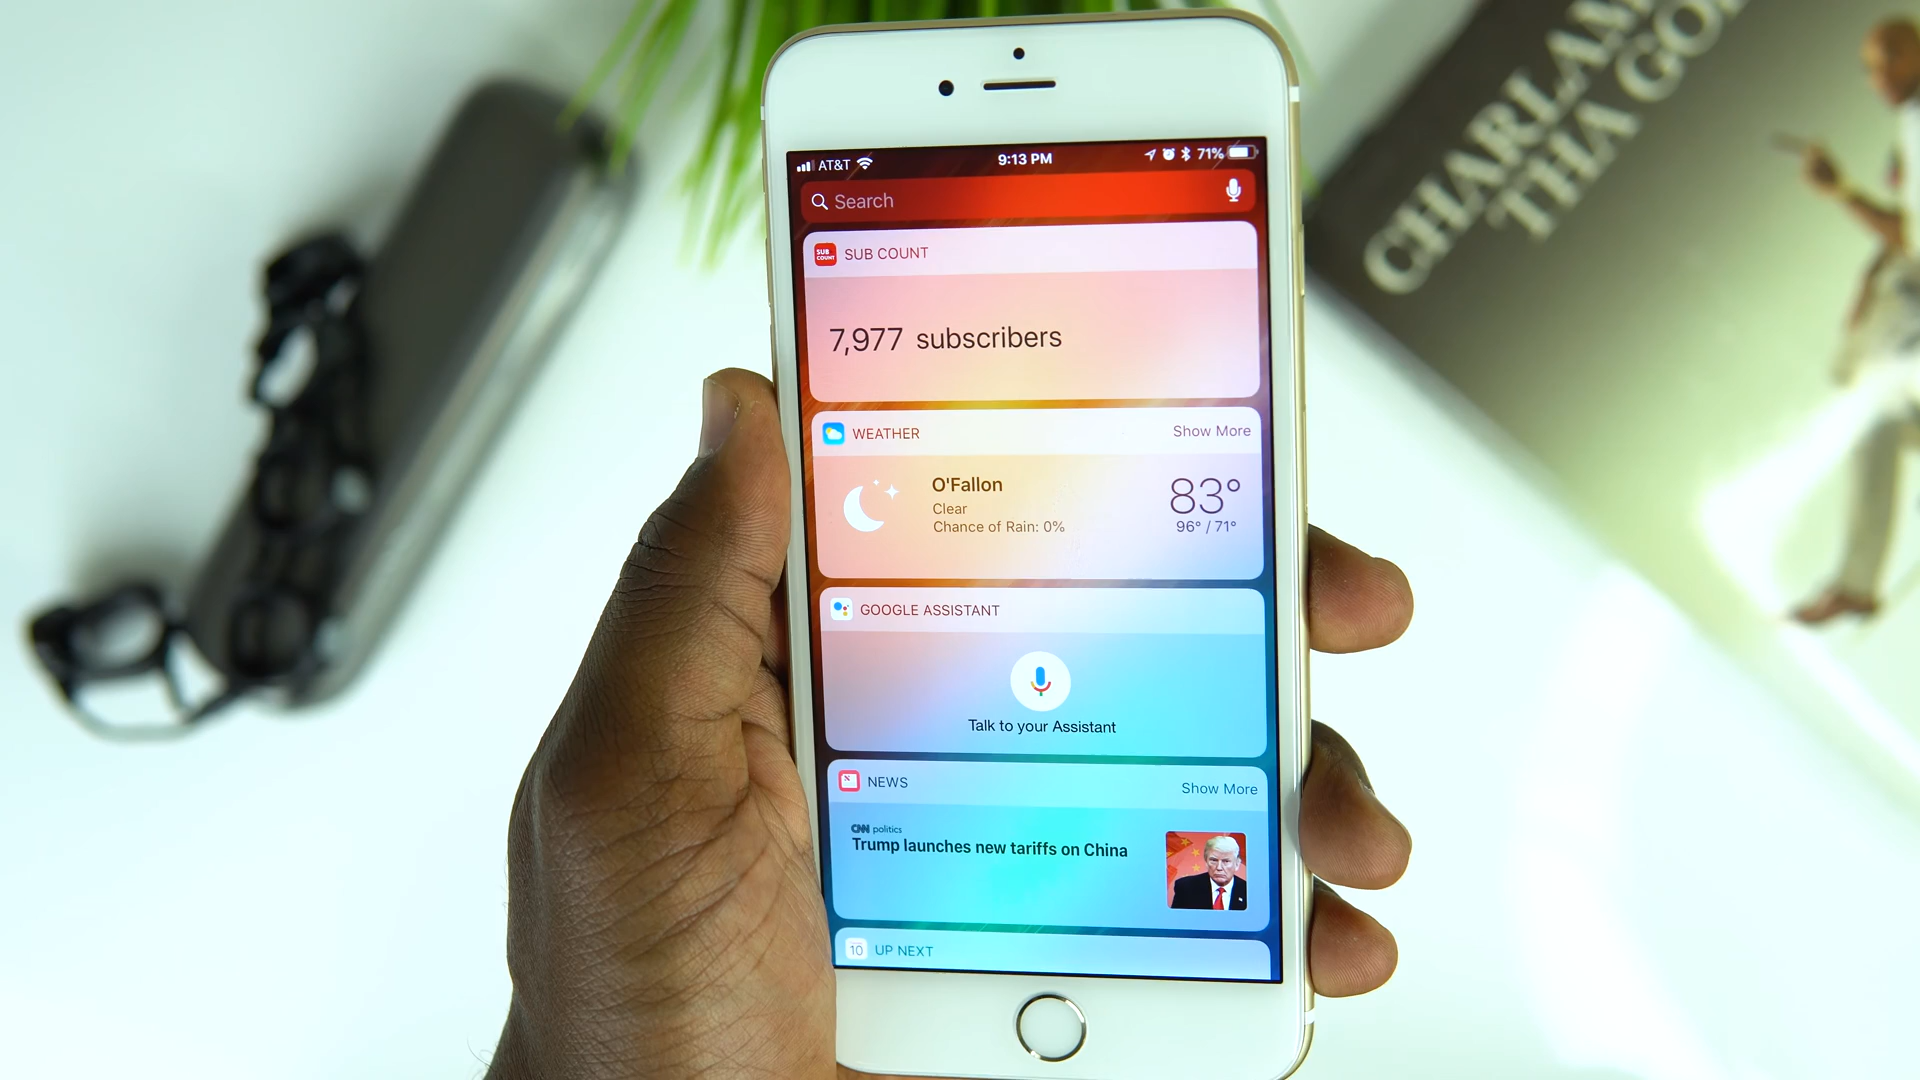 AT&T
9:13 PM
71%
Search
SUB COUNT
SUB COUNT
7,977 subscribers
WEATHER
Show More
O'Fallon
Clear
Chance of Rain: 0%
83°
96° / 71°
GOOGLE ASSISTANT
Talk to your Assistant
NEWS
Show More
CNN politics
Trump launches new tariffs on China
10
UP NEXT
THA